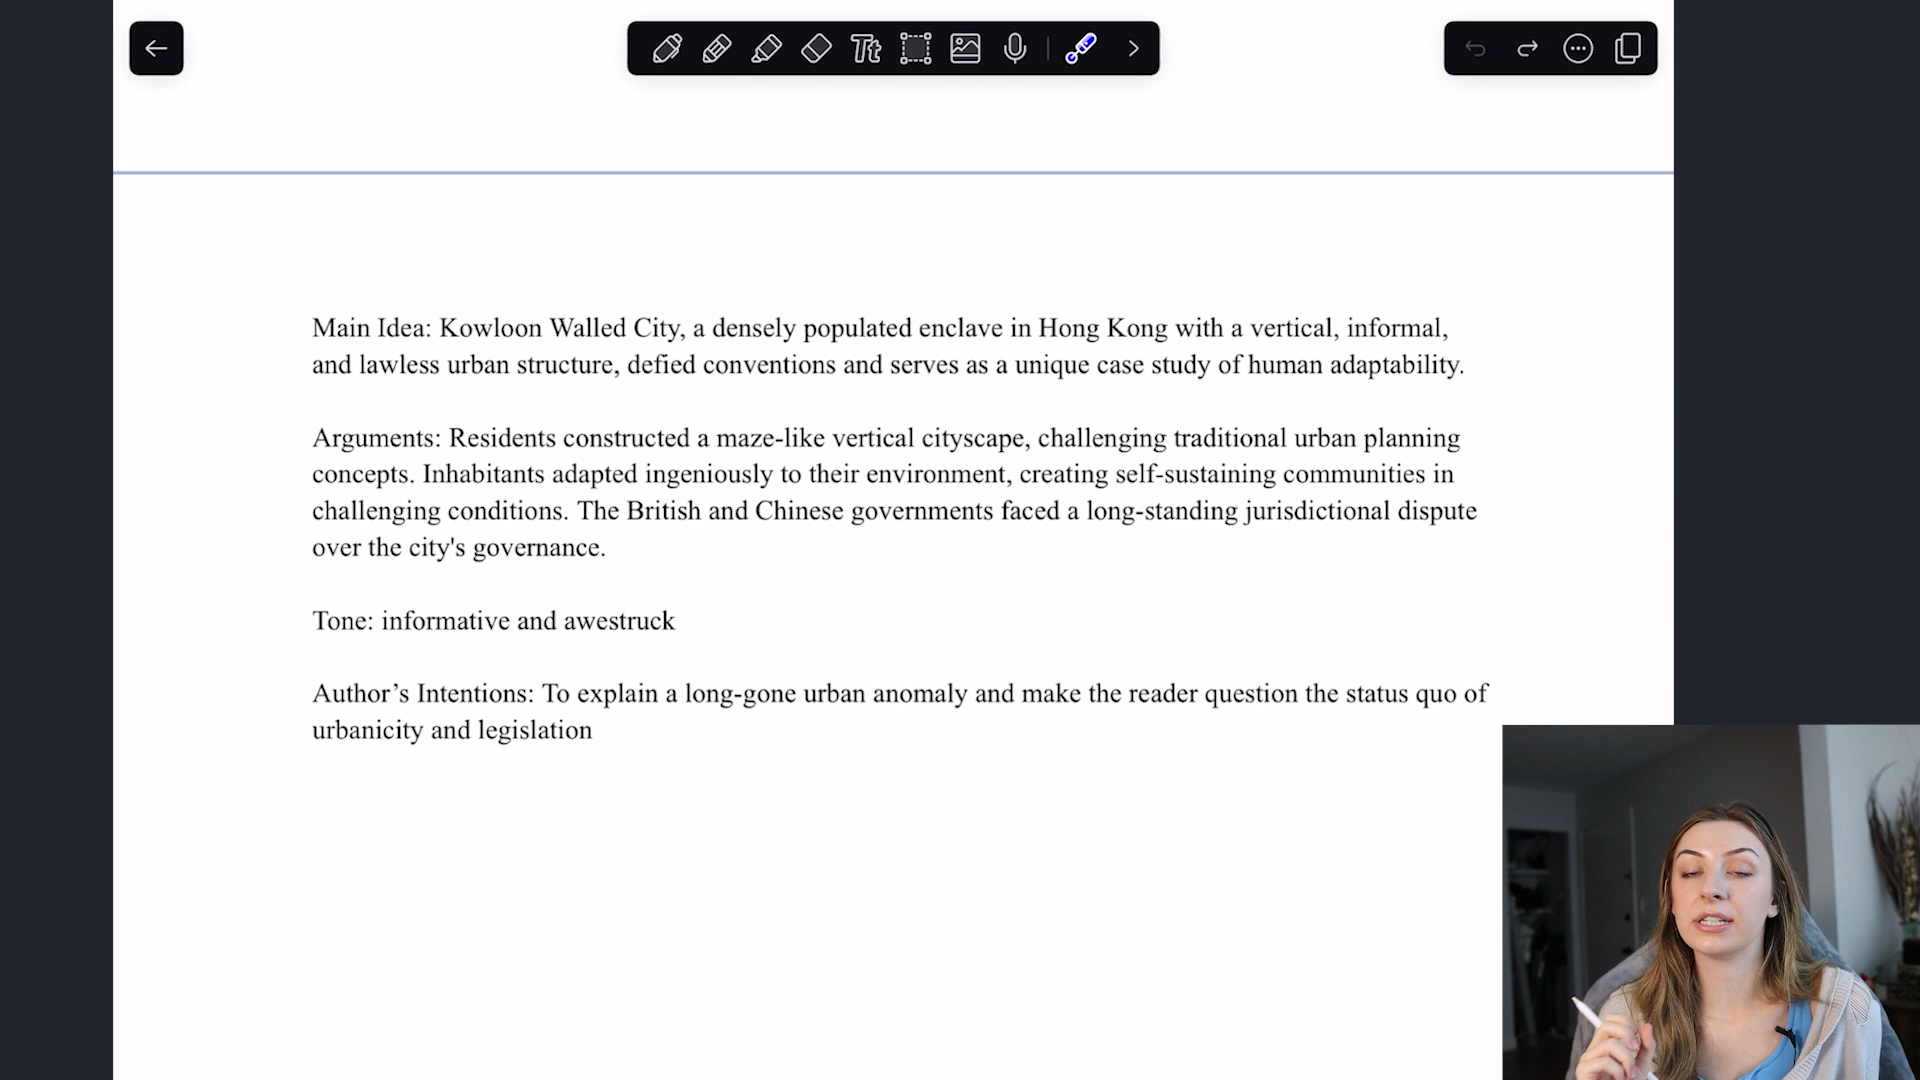 Tt
Main Idea: Kowloon Walled City, a densely populated enclave in Hong Kong with a vertical, informal,
and lawless urban structure, defied conventions and serves as a unique case study of human adaptability.
Arguments: Residents constructed a maze-like vertical cityscape, challenging traditional urban planning
concepts. Inhabitants adapted ingeniously to their environment, creating self-sustaining communities in
challenging conditions. The British and Chinese governments faced a long-standing jurisdictional dispute
over the city's governance.
Tone: informative and awestruck
Author’s Intentions: To explain a long-gone urban anomaly and make the reader question the status quo of
urbanicity and legislation